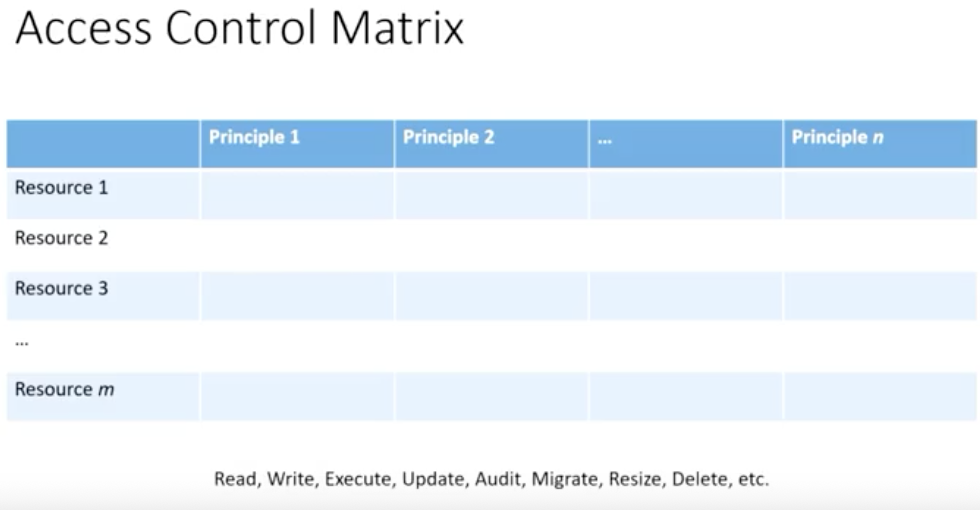 Access Control Matrix
Principle 1 Principle 2 ... Principle n
Resource 1
Resource 2
Resource 3
...
Resource m
Read, Write, Execute, Update, Audit, Migrate, Resize, Delete, etc.